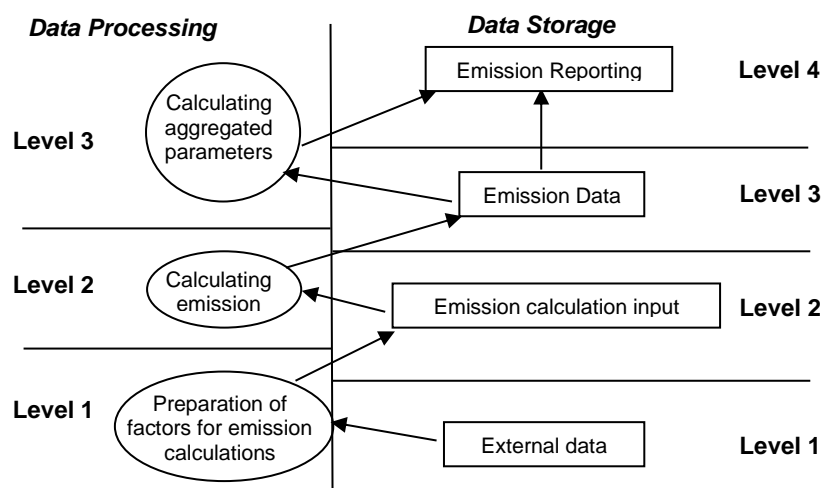 Data Processing
Data Storage
Emission Reporting
Level 4
Calculating
aggregated
parameters
Level 3
Emission Data
Level 3
Calculating
emission
Level 2
Emission calculation input
Level 2
Preparation of
factors for emission
calculations
Level 1
External data
Level 1